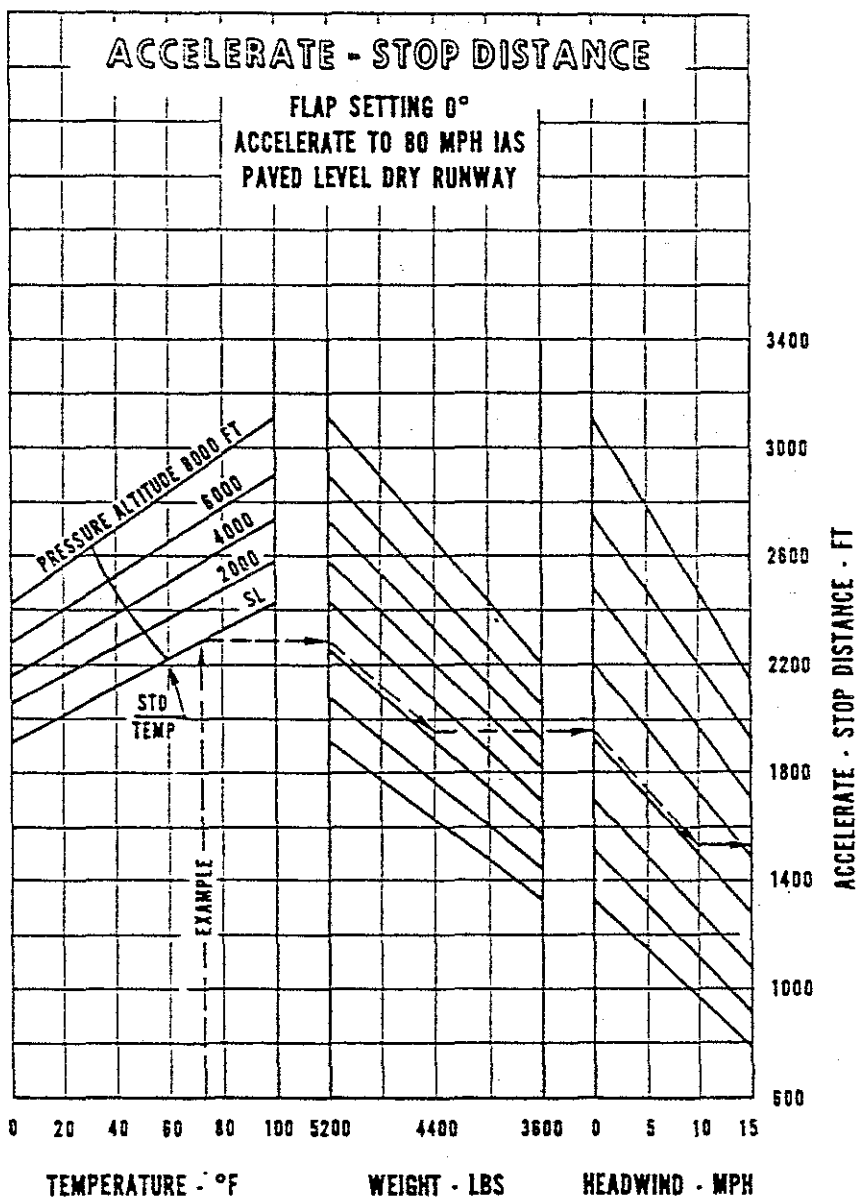 ACCELERATE - STOP DISTANCE
FLAP SETTING 0°
ACCELERATE TO 80 MPH IAS
PAVED LEVEL DRY RUNWAY
3400
3000
2600
2200
1800
1400
1000
600
ACCELERATE - STOP DISTANCE - FT
PRESSURE ALTITUDE 8000 FT
6000
4000
2000
SL
STD
TEMP
EXAMPLE
0 20 40 60 80 100 5200 4400 3600 0 5 10 15
TEMPERATURE - °F WEIGHT - LBS HEADWIND - MPH